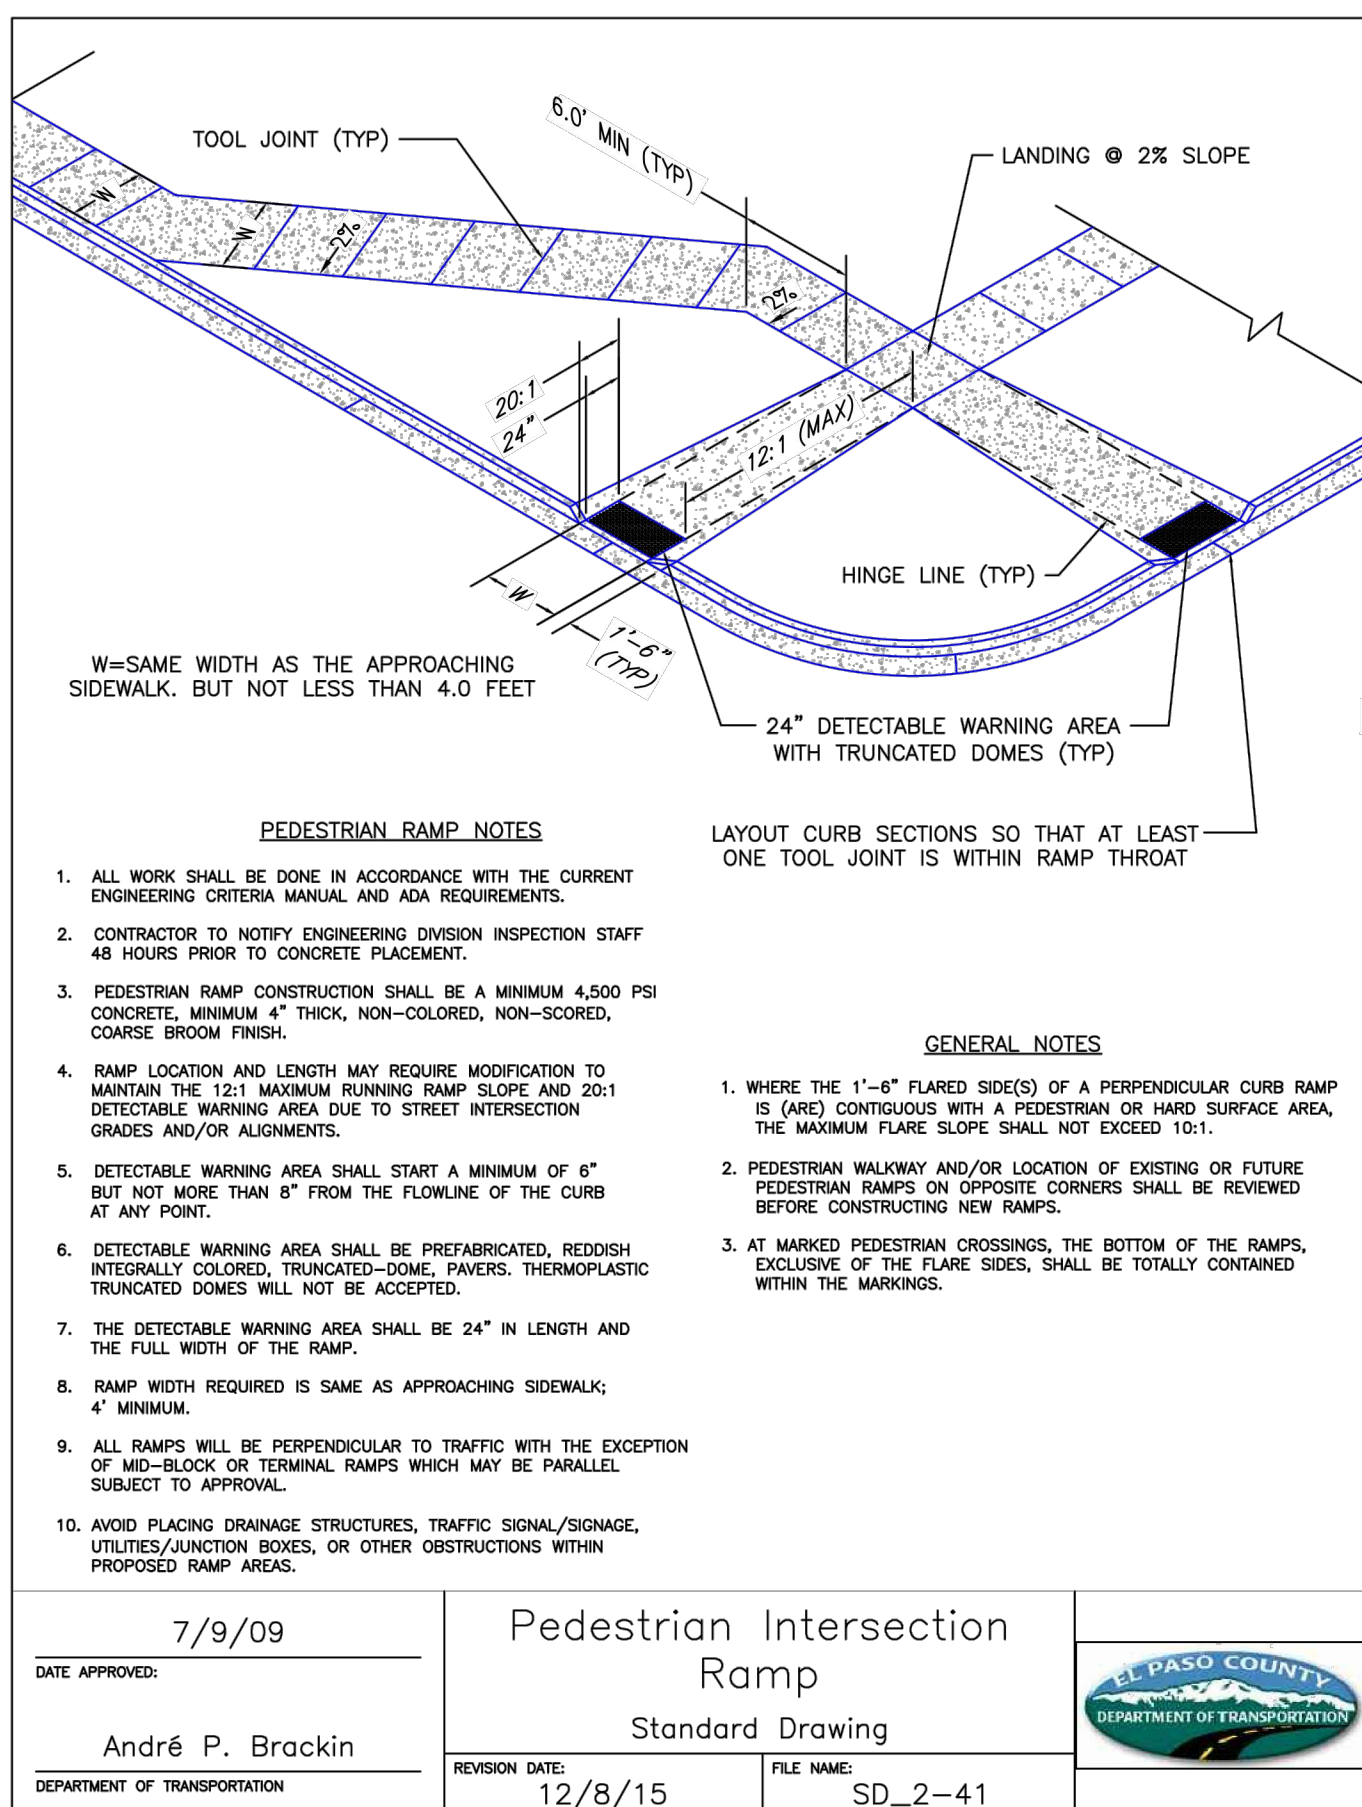 TOOL JOINT (TYP)
6.0' MIN (TYP)
LANDING @ 2% SLOPE
W
W
2%
2%
20:1
24"
12:1 (MAX)
HINGE LINE (TYP)
W
1'-6"
(TYP)
W=SAME WIDTH AS THE APPROACHING
SIDEWALK. BUT NOT LESS THAN 4.0 FEET
24" DETECTABLE WARNING AREA
WITH TRUNCATED DOMES (TYP)
LAYOUT CURB SECTIONS SO THAT AT LEAST
ONE TOOL JOINT IS WITHIN RAMP THROAT
PEDESTRIAN RAMP NOTES
1. ALL WORK SHALL BE DONE IN ACCORDANCE WITH THE CURRENT
ENGINEERING CRITERIA MANUAL AND ADA REQUIREMENTS.
2. CONTRACTOR TO NOTIFY ENGINEERING DIVISION INSPECTION STAFF
48 HOURS PRIOR TO CONCRETE PLACEMENT.
3. PEDESTRIAN RAMP CONSTRUCTION SHALL BE A MINIMUM 4,500 PSI
CONCRETE, MINIMUM 4" THICK, NON-COLORED, NON-SCORED,
COARSE BROOM FINISH.
4. RAMP LOCATION AND LENGTH MAY REQUIRE MODIFICATION TO
MAINTAIN THE 12:1 MAXIMUM RUNNING RAMP SLOPE AND 20:1
DETECTABLE WARNING AREA DUE TO STREET INTERSECTION
GRADES AND/OR ALIGNMENTS.
5. DETECTABLE WARNING AREA SHALL START A MINIMUM OF 6"
BUT NOT MORE THAN 8" FROM THE FLOWLINE OF THE CURB
AT ANY POINT.
6. DETECTABLE WARNING AREA SHALL BE PREFABRICATED, REDDISH
INTEGRALLY COLORED, TRUNCATED-DOME, PAVERS. THERMOPLASTIC
TRUNCATED DOMES WILL NOT BE ACCEPTED.
7. THE DETECTABLE WARNING AREA SHALL BE 24" IN LENGTH AND
THE FULL WIDTH OF THE RAMP.
8. RAMP WIDTH REQUIRED IS SAME AS APPROACHING SIDEWALK;
4' MINIMUM.
9. ALL RAMPS WILL BE PERPENDICULAR TO TRAFFIC WITH THE EXCEPTION
OF MID-BLOCK OR TERMINAL RAMPS WHICH MAY BE PARALLEL
SUBJECT TO APPROVAL.
10. AVOID PLACING DRAINAGE STRUCTURES, TRAFFIC SIGNAL/SIGNAGE,
UTILITIES/JUNCTION BOXES, OR OTHER OBSTRUCTIONS WITHIN
PROPOSED RAMP AREAS.
GENERAL NOTES
1. WHERE THE 1'-6" FLARED SIDE(S) OF A PERPENDICULAR CURB RAMP
IS (ARE) CONTIGUOUS WITH A PEDESTRIAN OR HARD SURFACE AREA,
THE MAXIMUM FLARE SLOPE SHALL NOT EXCEED 10:1.
2. PEDESTRIAN WALKWAY AND/OR LOCATION OF EXISTING OR FUTURE
PEDESTRIAN RAMPS ON OPPOSITE CORNERS SHALL BE REVIEWED
BEFORE CONSTRUCTING NEW RAMPS.
3. AT MARKED PEDESTRIAN CROSSINGS, THE BOTTOM OF THE RAMPS,
EXCLUSIVE OF THE FLARE SIDES, SHALL BE TOTALLY CONTAINED
WITHIN THE MARKINGS.
7/9/09
DATE APPROVED:
André P. Brackin
DEPARTMENT OF TRANSPORTATION
Pedestrian Intersection
Ramp
Standard Drawing
REVISION DATE:
12/8/15
FILE NAME:
SD_2-41
EL PASO COUNTY
DEPARTMENT OF TRANSPORTATION